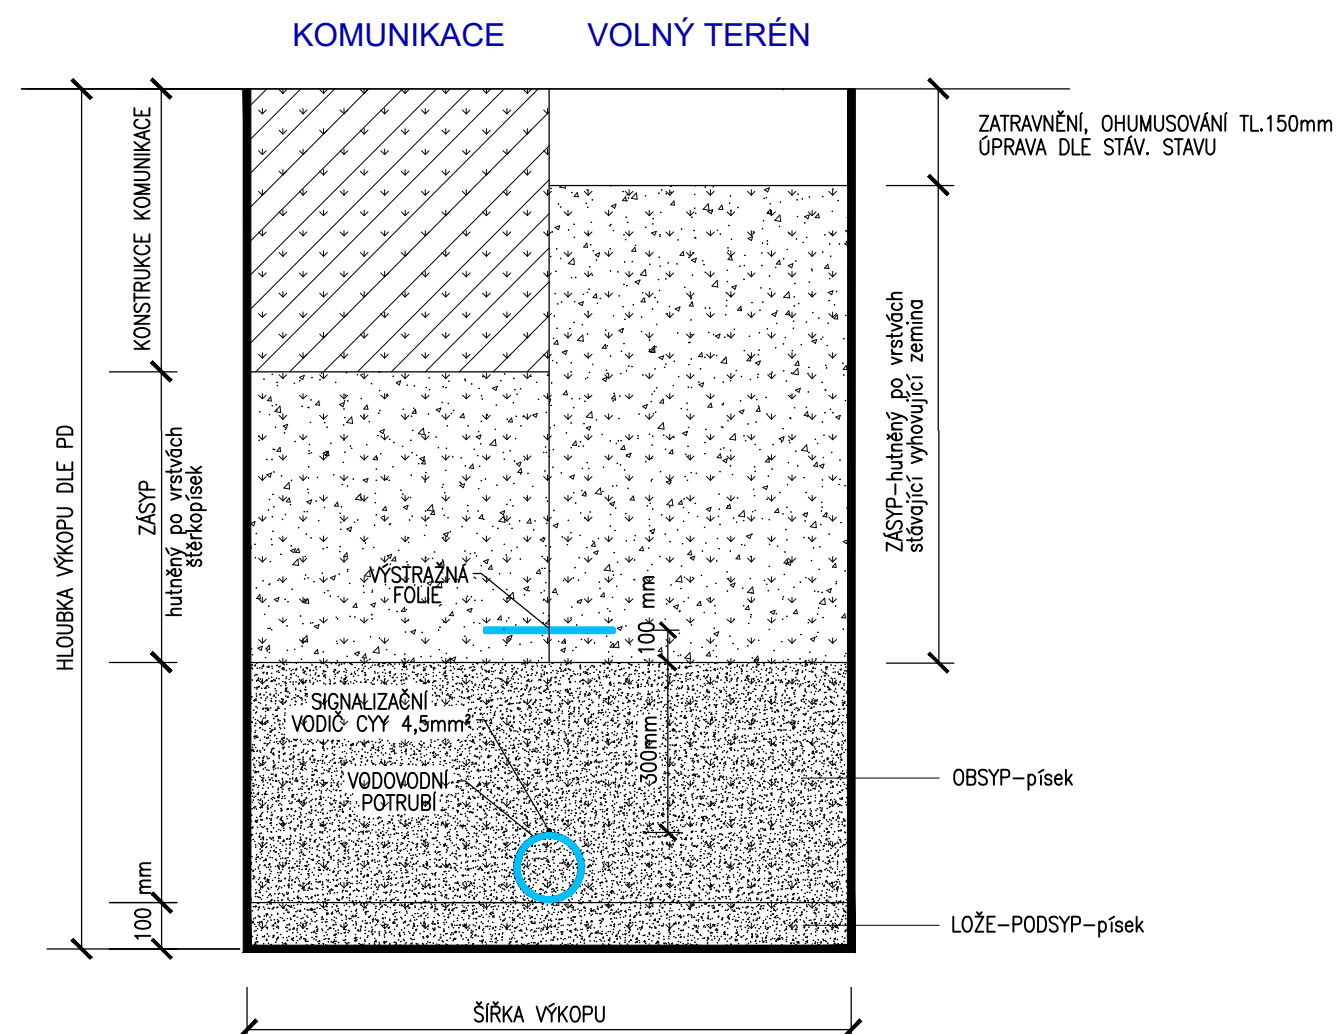 KOMUNIKACE
VOLNÝ TERÉN
ZATRAVNĚNÍ, OHUMUSOVÁNÍ TL.150mm
ÚPRAVA DLE STÁV. STAVU
KONSTRUKCE KOMUNIKACE
HLOUBKA VÝKOPU DLE PD
ZÁSYP
hutněný po vrstvách
štěrkopísek
ZÁSYP-hutněný po vrstvách
stávající vyhovující zemina
VÝSTRAŽNÁ
FOLIE
100 mm
SIGNALIZAČNÍ
VODIČ CYY 4,5mm²
300mm
VODOVODNÍ
POTRUBÍ
OBSYP-písek
100 mm
LOŽE-PODSYP-písek
ŠÍŘKA VÝKOPU